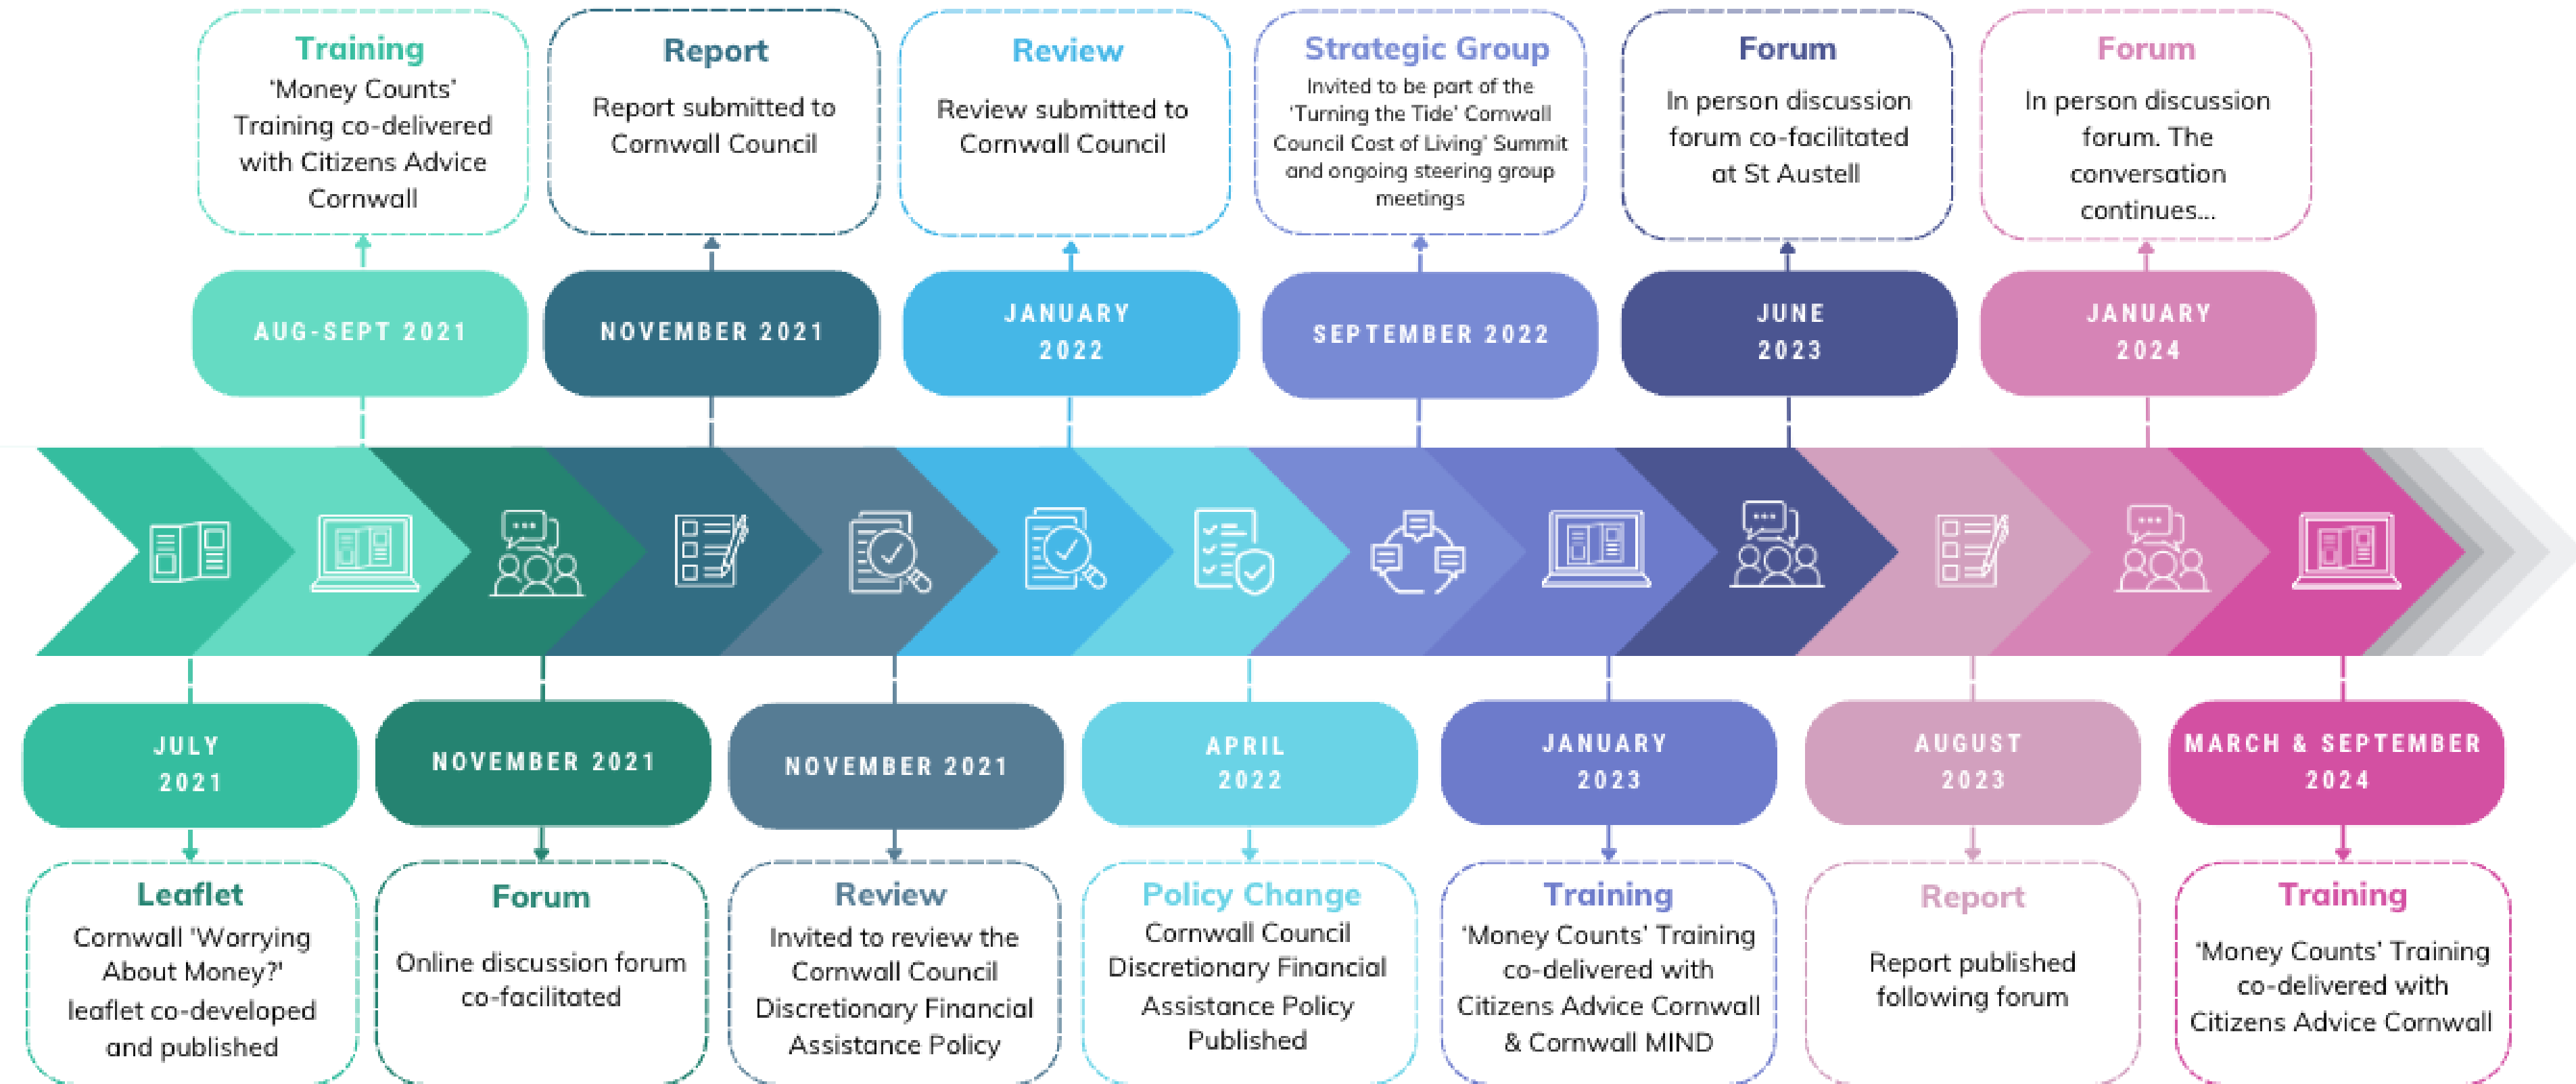 Training
'Money Counts'
Training co-delivered
with Citizens Advice
Cornwall
Report
Report submitted to
Cornwall Council
Review
Review submitted to
Cornwall Council
Strategic Group
Invited to be part of the
'Turning the Tide' Cornwall
Council Cost of Living' Summit
and ongoing steering group
meetings
Forum
In person discussion
forum co-facilitated
at St Austell
Forum
In person discussion
forum. The
conversation
continues...
AUG-SEPT 2021
NOVEMBER 2021
JANUARY
2022
SEPTEMBER 2022
JUNE
2023
JANUARY
2024
JULY
2021
NOVEMBER 2021
NOVEMBER 2021
APRIL
2022
JANUARY
2023
AUGUST
2023
MARCH & SEPTEMBER
2024
Leaflet
Cornwall 'Worrying
About Money?'
leaflet co-developed
and published
Forum
Online discussion forum
co-facilitated
Review
Invited to review the
Cornwall Council
Discretionary Financial
Assistance Policy
Policy Change
Cornwall Council
Discretionary Financial
Assistance Policy
Published
Training
'Money Counts' Training
co-delivered with
Citizens Advice Cornwall
& Cornwall MIND
Report
Report published
following forum
Training
'Money Counts' Training
co-delivered with
Citizens Advice Cornwall